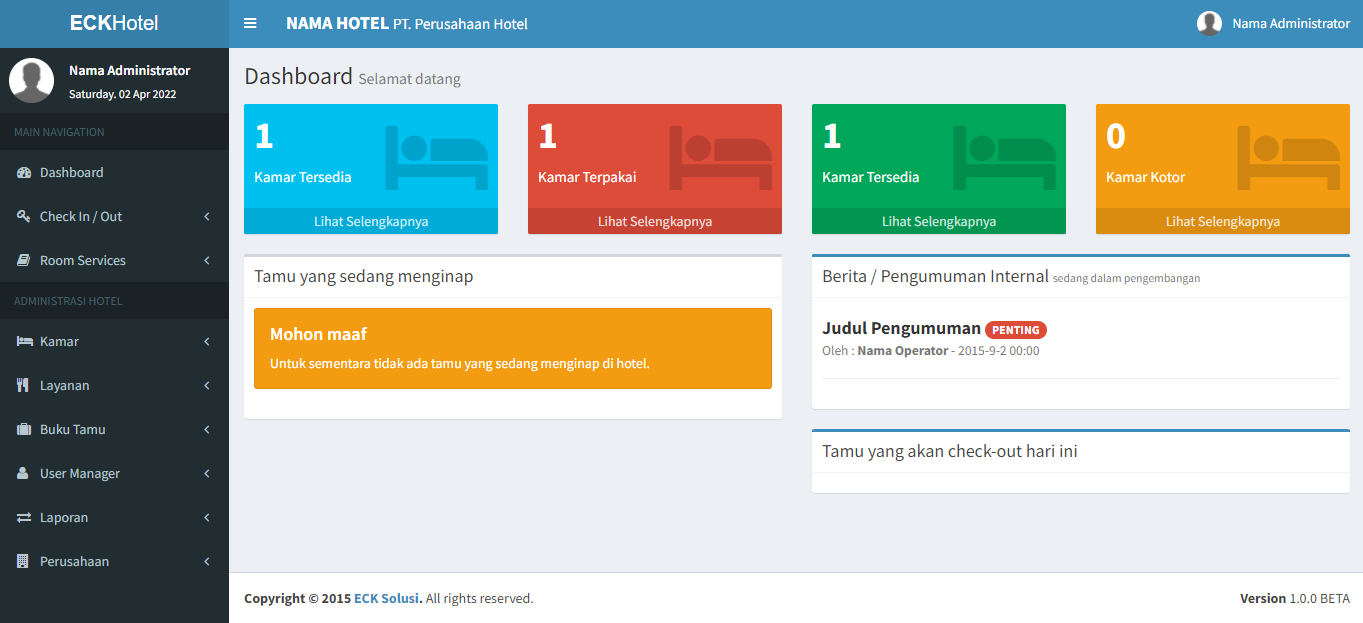 ECKHotel
NAMA HOTEL PT. Perusahaan Hotel
Nama Administrator
Nama Administrator
Saturday, 02 Apr 2022
MAIN NAVIGATION
Dashboard
Check In / Out
Room Services
ADMINISTRASI HOTEL
Kamar
Layanan
Buku Tamu
User Manager
Laporan
Perusahaan
Dashboard Selamat datang
1
Kamar Tersedia
Lihat Selengkapnya
1
Kamar Terpakai
Lihat Selengkapnya
1
Kamar Tersedia
Lihat Selengkapnya
0
Kamar Kotor
Lihat Selengkapnya
Tamu yang sedang menginap
Mohon maaf
Untuk sementara tidak ada tamu yang sedang menginap di hotel.
Berita / Pengumuman Internal sedang dalam pengembangan
Judul Pengumuman PENTING
Oleh : Nama Operator - 2015-9-2 00:00
Tamu yang akan check-out hari ini
Copyright © 2015 ECK Solusi. All rights reserved.
Version 1.0.0 BETA